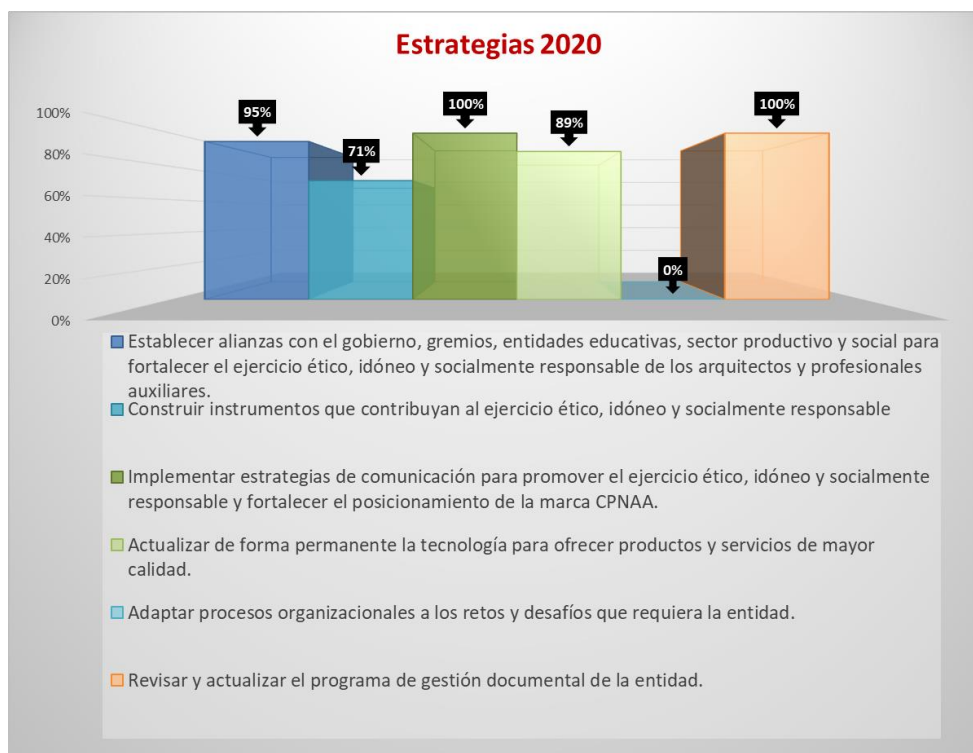 Estrategias 2020
95%
71%
100%
89%
0%
100%
100%
80%
60%
40%
20%
0%
Establecer alianzas con el gobierno, gremios, entidades educativas, sector productivo y social para
fortalecer el ejercicio ético, idóneo y socialmente responsable de los arquitectos y profesionales
auxiliares.
Construir instrumentos que contribuyan al ejercicio ético, idóneo y socialmente responsable
Implementar estrategias de comunicación para promover el ejercicio ético, idóneo y socialmente
responsable y fortalecer el posicionamiento de la marca CPNAA.
Actualizar de forma permanente la tecnología para ofrecer productos y servicios de mayor
calidad.
Adaptar procesos organizacionales a los retos y desafíos que requiera la entidad.
Revisar y actualizar el programa de gestión documental de la entidad.